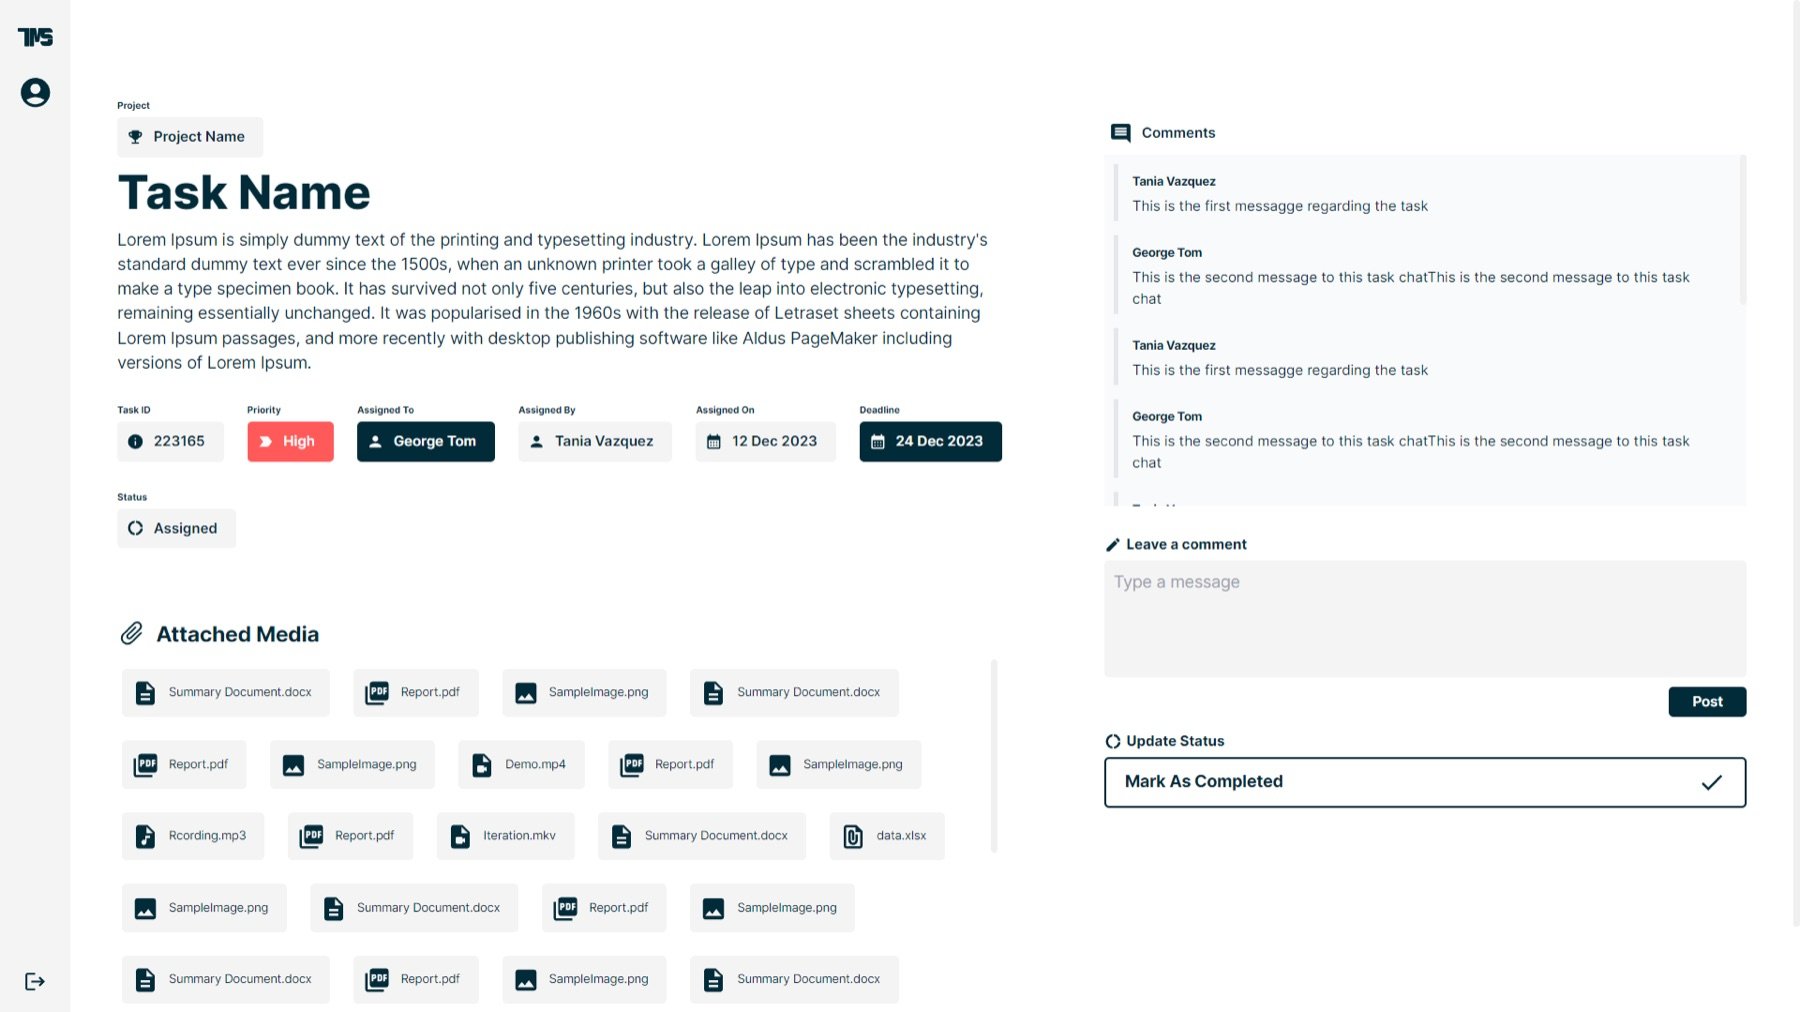 TMS
Project
Project Name
Task Name
Lorem Ipsum is simply dummy text of the printing and typesetting industry. Lorem Ipsum has been the industry's
standard dummy text ever since the 1500s, when an unknown printer took a galley of type and scrambled it to
make a type specimen book. It has survived not only five centuries, but also the leap into electronic typesetting,
remaining essentially unchanged. It was popularised in the 1960s with the release of Letraset sheets containing
Lorem Ipsum passages, and more recently with desktop publishing software like Aldus PageMaker including
versions of Lorem Ipsum.
Task ID Priority Assigned To Assigned By Assigned On Deadline
223165 High George Tom Tania Vazquez 12 Dec 2023 24 Dec 2023
Status
Assigned
Attached Media
Summary Document.docx PDF Report.pdf SampleImage.png Summary Document.docx
PDF Report.pdf SampleImage.png Demo.mp4 PDF Report.pdf SampleImage.png
Rcording.mp3 PDF Report.pdf Iteration.mkv Summary Document.docx data.xlsx
SampleImage.png Summary Document.docx PDF Report.pdf SampleImage.png
Summary Document.docx PDF Report.pdf SampleImage.png Summary Document.docx
Comments
Tania Vazquez
This is the first messagge regarding the task
George Tom
This is the second message to this task chatThis is the second message to this task
chat
Tania Vazquez
This is the first messagge regarding the task
George Tom
This is the second message to this task chatThis is the second message to this task
chat
Leave a comment
Type a message
Post
Update Status
Mark As Completed